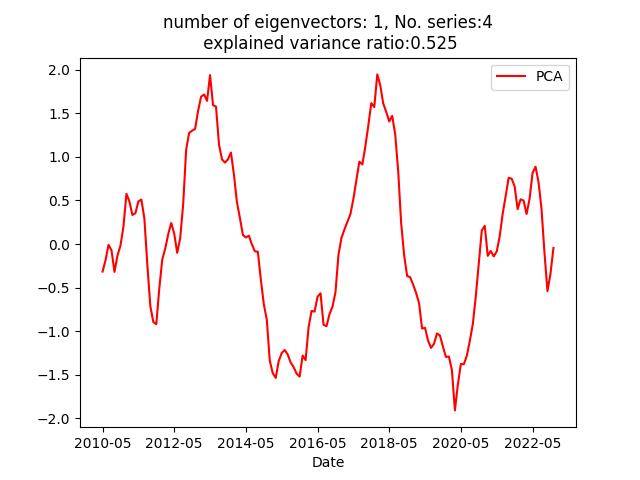 number of eigenvectors: 1, No. series:4
explained variance ratio:0.525
PCA
2.0
1.5
1.0
0.5
0.0
−0.5
−1.0
−1.5
−2.0
2010-05 2012-05 2014-05 2016-05 2018-05 2020-05 2022-05
Date